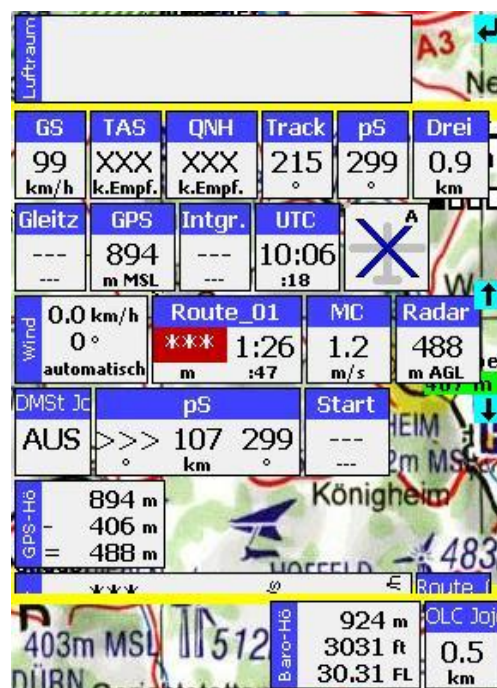 Luftraum
A3
Ne
GS TAS QNH Track pS Drei
99 XXX XXX 215 299 0.9
km/h k.Empf. k.Empf. ° ° km
Gleitz GPS Intgr. UTC A
--- 894 --- 10:06
--- m MSL --- :18
W
Wind 0.0 km/h Route_01 MC Radar
0 ° *** 1:26 1.2 488
automatisch m :47 m/s m AGL
DMSt Jo pS Start
AUS >>> 107 299 ---
° km ° ---
HEIM
m MS
Königheim
GPS-Hö 894 m
- 406 m
= 488 m
HOFFELD
483
***
Route_
403m MSL 512
Baro-Hö 924 m OLC Joj
3031 ft 0.5
30.31 FL km
DÜRN